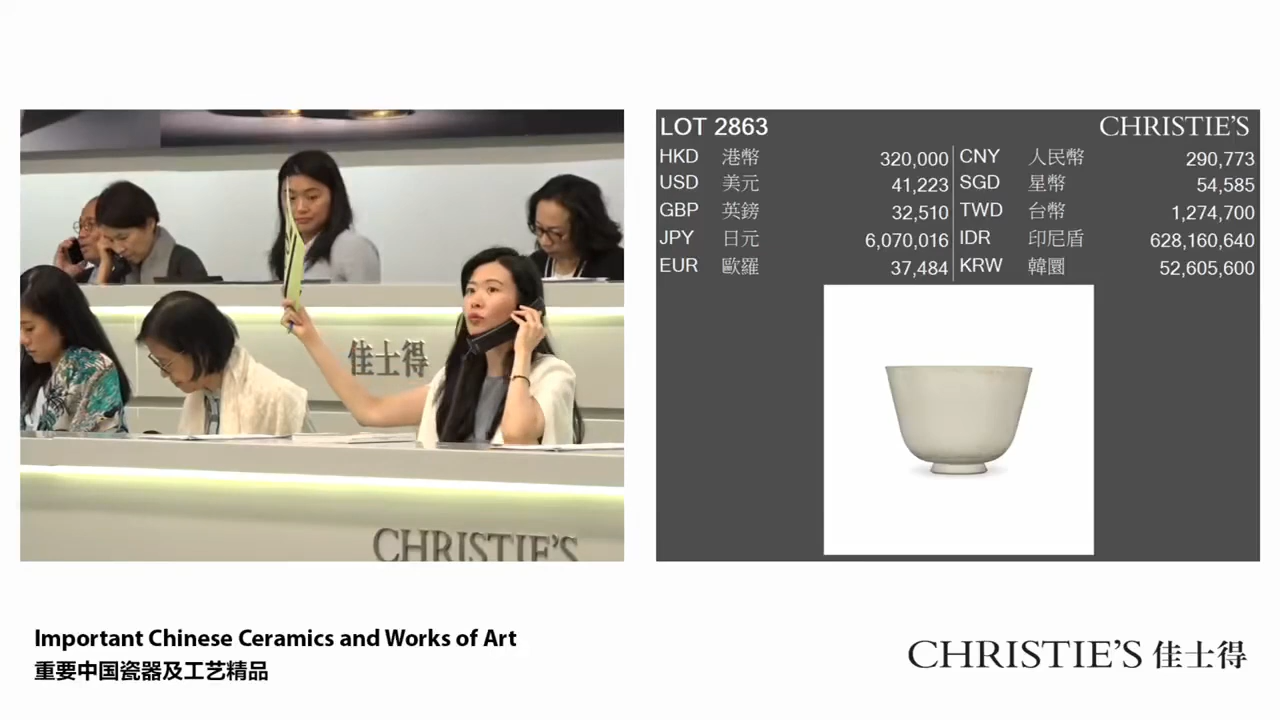 佳士得
CHRISTIE'S
LOT 2863
CHRISTIE'S
HKD 港幣 320,000 CNY 人民幣 290,773
USD 美元 41,223 SGD 星幣 54,585
GBP 英鎊 32,510 TWD 台幣 1,274,700
JPY 日元 6,070,016 IDR 印尼盾 628,160,640
EUR 歐羅 37,484 KRW 韓圜 52,605,600
Important Chinese Ceramics and Works of Art
重要中国瓷器及工艺精品
CHRISTIE'S 佳士得